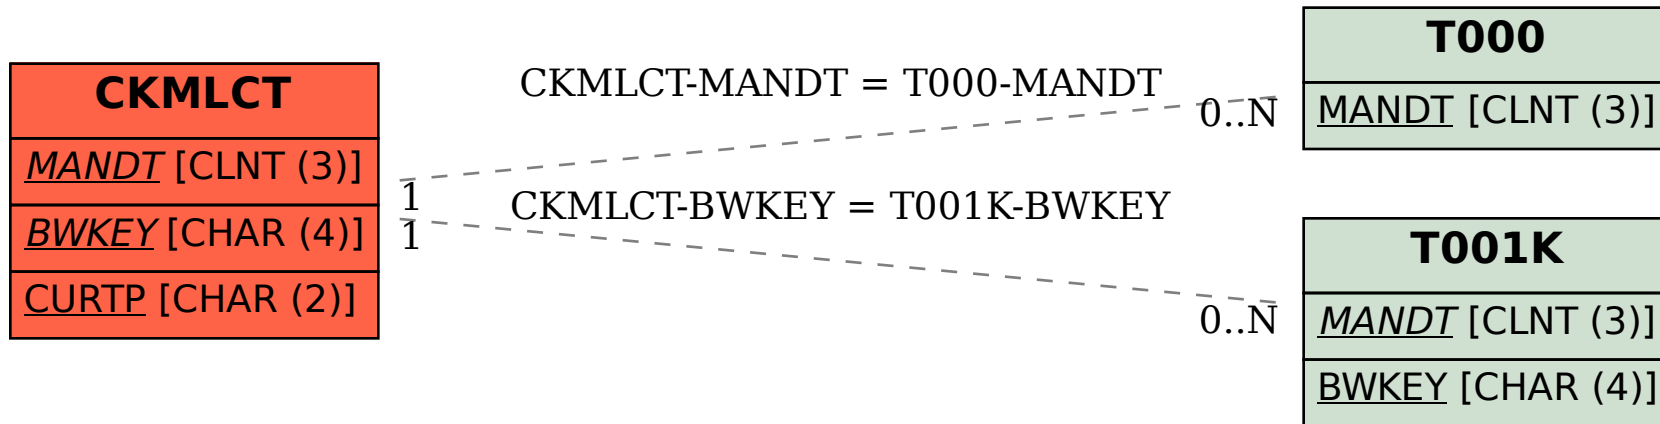 CKMLCT
MANDT [CLNT (3)]
BWKEY [CHAR (4)]
CURTP [CHAR (2)]
CKMLCT-MANDT = T000-MANDT
0..N
1
CKMLCT-BWKEY = T001K-BWKEY
1
0..N
T000
MANDT [CLNT (3)]
T001K
MANDT [CLNT (3)]
BWKEY [CHAR (4)]